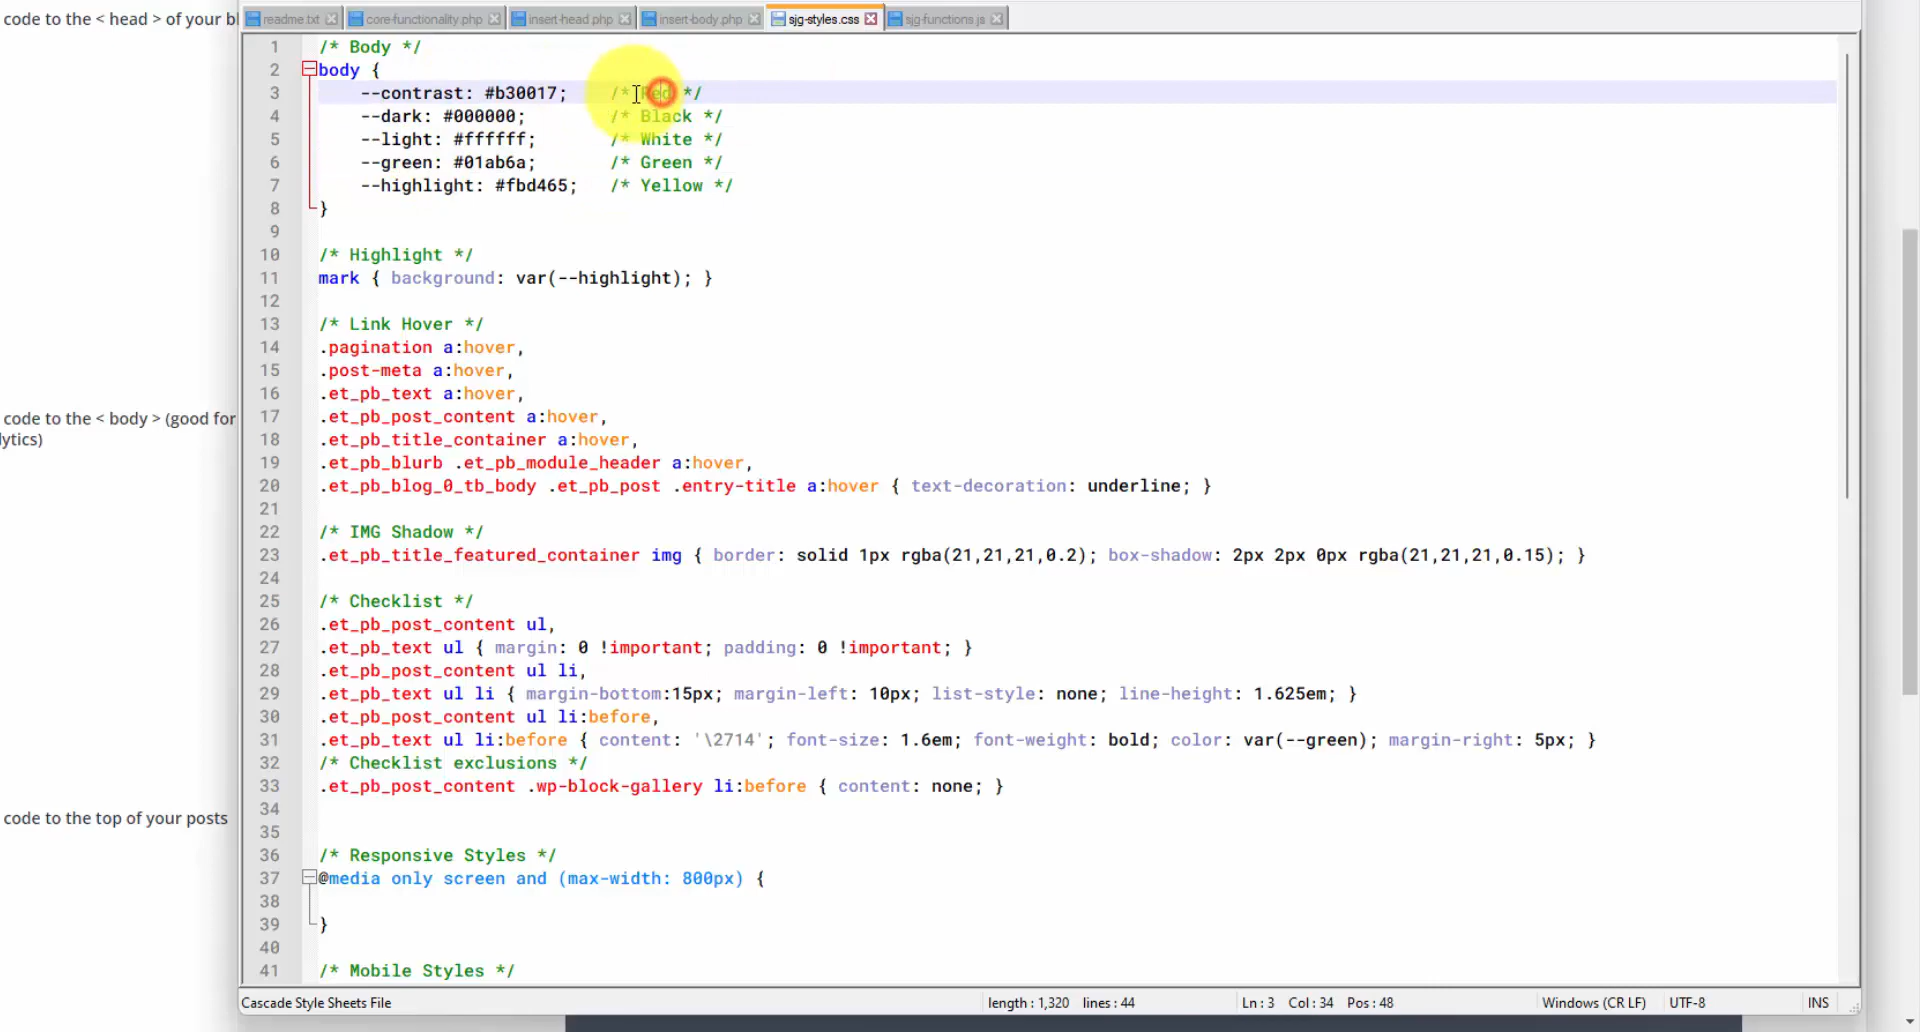 code to the < head > of your b
readme.txt core-functionality.php insert-head.php insert-body.php sjg-styles.css sjg-functions.js
1 /* Body */
2 body {
3 --contrast: #b30017; /* Red */
4 --dark: #000000; /* Black */
5 --light: #ffffff; /* White */
6 --green: #01ab6a; /* Green */
7 --highlight: #fbd465; /* Yellow */
8 }
9
10 /* Highlight */
11 mark { background: var(--highlight); }
12
13 /* Link Hover */
14 .pagination a:hover,
15 .post-meta a:hover,
16 .et_pb_text a:hover,
17 .et_pb_post_content a:hover,
18 .et_pb_title_container a:hover,
19 .et_pb_blurb .et_pb_module_header a:hover,
20 .et_pb_blog_0_tb_body .et_pb_post .entry-title a:hover { text-decoration: underline; }
21
22 /* IMG Shadow */
23 .et_pb_title_featured_container img { border: solid 1px rgba(21,21,21,0.2); box-shadow: 2px 2px 0px rgba(21,21,21,0.15); }
24
25 /* Checklist */
26 .et_pb_post_content ul,
27 .et_pb_text ul { margin: 0 !important; padding: 0 !important; }
28 .et_pb_post_content ul li,
29 .et_pb_text ul li { margin-bottom:15px; margin-left: 10px; list-style: none; line-height: 1.625em; }
30 .et_pb_post_content ul li:before,
31 .et_pb_text ul li:before { content: '\2714'; font-size: 1.6em; font-weight: bold; color: var(--green); margin-right: 5px; }
32 /* Checklist exclusions */
33 .et_pb_post_content .wp-block-gallery li:before { content: none; }
34
35
36 /* Responsive Styles */
37 @media only screen and (max-width: 800px) {
38
39 }
40
41 /* Mobile Styles */
code to the < body > (good for
lytics)
code to the top of your posts
Cascade Style Sheets File length : 1,320 lines : 44 Ln : 3 Col : 34 Pos : 48 Windows (CR LF) UTF-8 INS